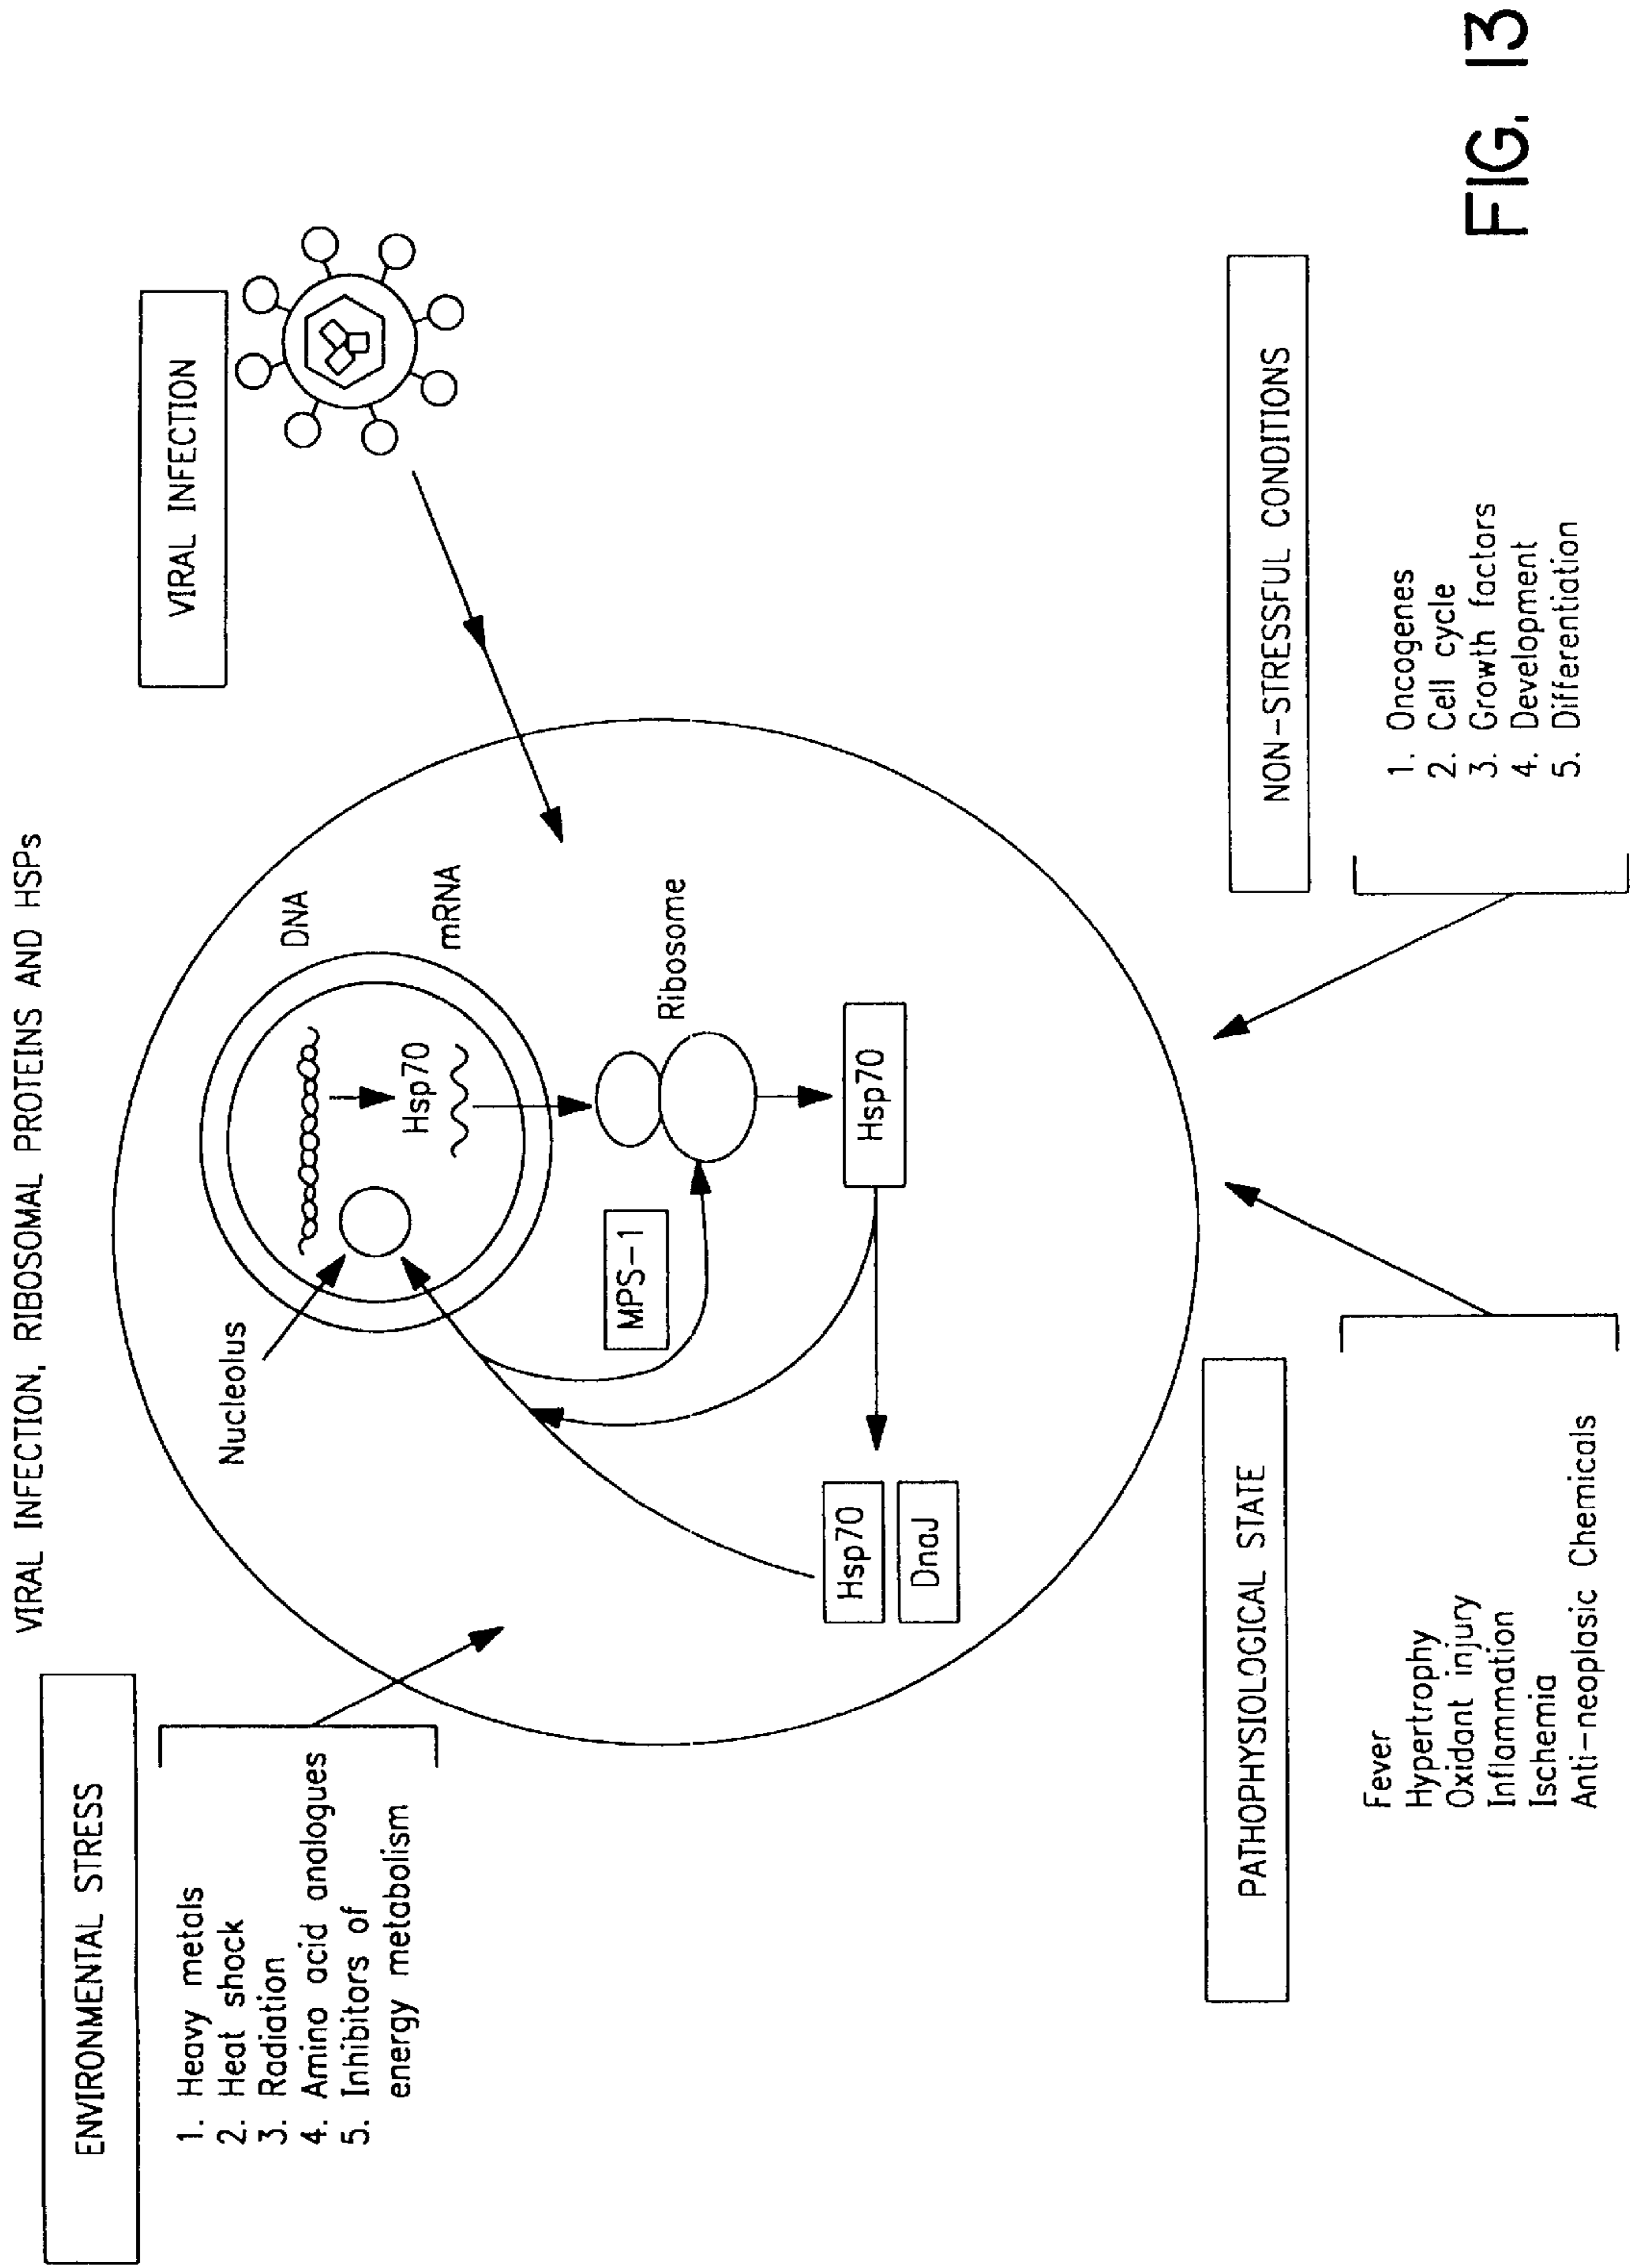 VIRAL INFECTION, RIBOSOMAL PROTEINS AND HSPs
ENVIRONMENTAL STRESS
1. Heavy metals
2. Heat shock
3. Radiation
4. Amino acid analogues
5. Inhibitors of
energy metabolism
VIRAL INFECTION
Nucleolus
DNA
Hsp70
mRNA
MPS-1
Ribosome
Hsp70
Hsp70
DnaJ
PATHOPHYSIOLOGICAL STATE
Fever
Hypertrophy
Oxidant injury
Inflammation
Ischemia
Anti-neoplasic Chemicals
NON-STRESSFUL CONDITIONS
1. Oncogenes
2. Cell cycle
3. Growth factors
4. Development
5. Differentiation
FIG. 13